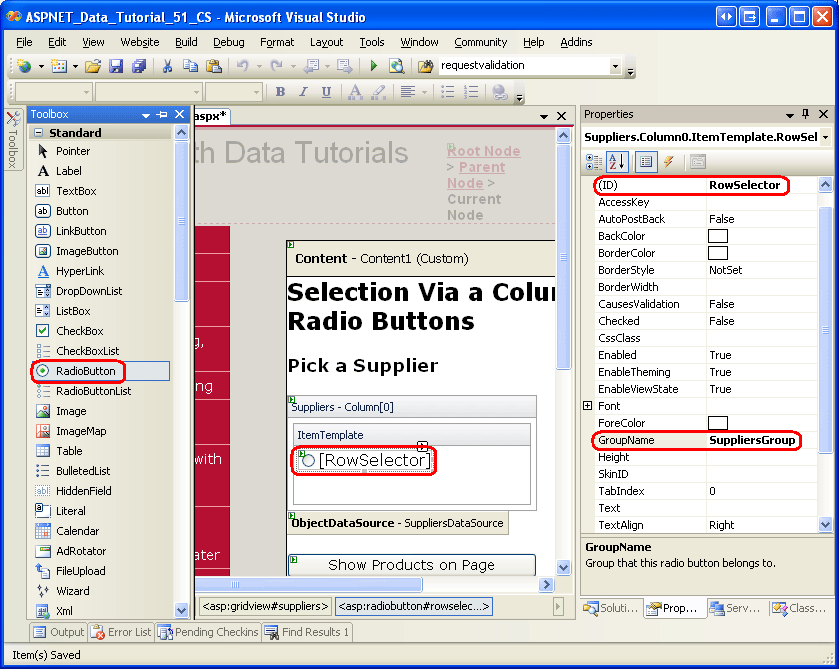 ASPNET_Data_Tutorial_51_CS - Microsoft Visual Studio
File Edit View Website Build Debug Format Layout Tools Window Community Help Addins
requestvalidation
B I U A
Toolbox
Toolbox
Standard
Pointer
Label
TextBox
Button
LinkButton
ImageButton
HyperLink
DropDownList
ListBox
CheckBox
CheckBoxList
RadioButton
RadioButtonList
Image
ImageMap
Table
BulletedList
HiddenField
Literal
Calendar
AdRotator
FileUpload
Wizard
Xml
aspx*
th Data Tutorials
Root Node
> Parent
Node >
Current
Node
g,
ing
with
ater
Content - Content1 (Custom)
Selection Via a Colu
Radio Buttons
Pick a Supplier
Suppliers - Column[0]
ItemTemplate
[RowSelector]
ObjectDataSource - SuppliersDataSource
Show Products on Page
<asp:gridview#suppliers> <asp:radiobutton#rowselec...>
Properties
Suppliers.Column0.ItemTemplate.RowSel
(ID) RowSelector
AccessKey
AutoPostBack False
BackColor
BorderColor
BorderStyle NotSet
BorderWidth
CausesValidation False
Checked False
CssClass
Enabled True
EnableTheming True
EnableViewState True
Font
ForeColor
GroupName SuppliersGroup
Height
SkinID
TabIndex 0
Text
TextAlign Right
GroupName
Group that this radio button belongs to.
Soluti... Prop... Serv... Class...
Output Error List Pending Checkins Find Results 1
Item(s) Saved